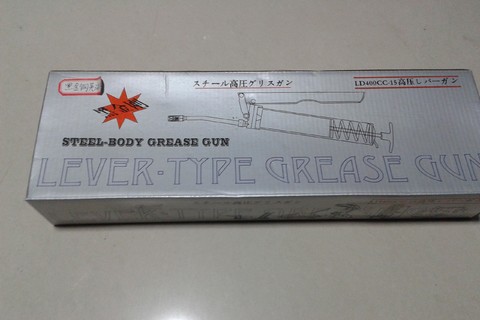 スチール高圧グリスガン
LD400CC-15高圧レバーガン
STEEL-BODY GREASE GUN
LEVER-TYPE GREASE GUN